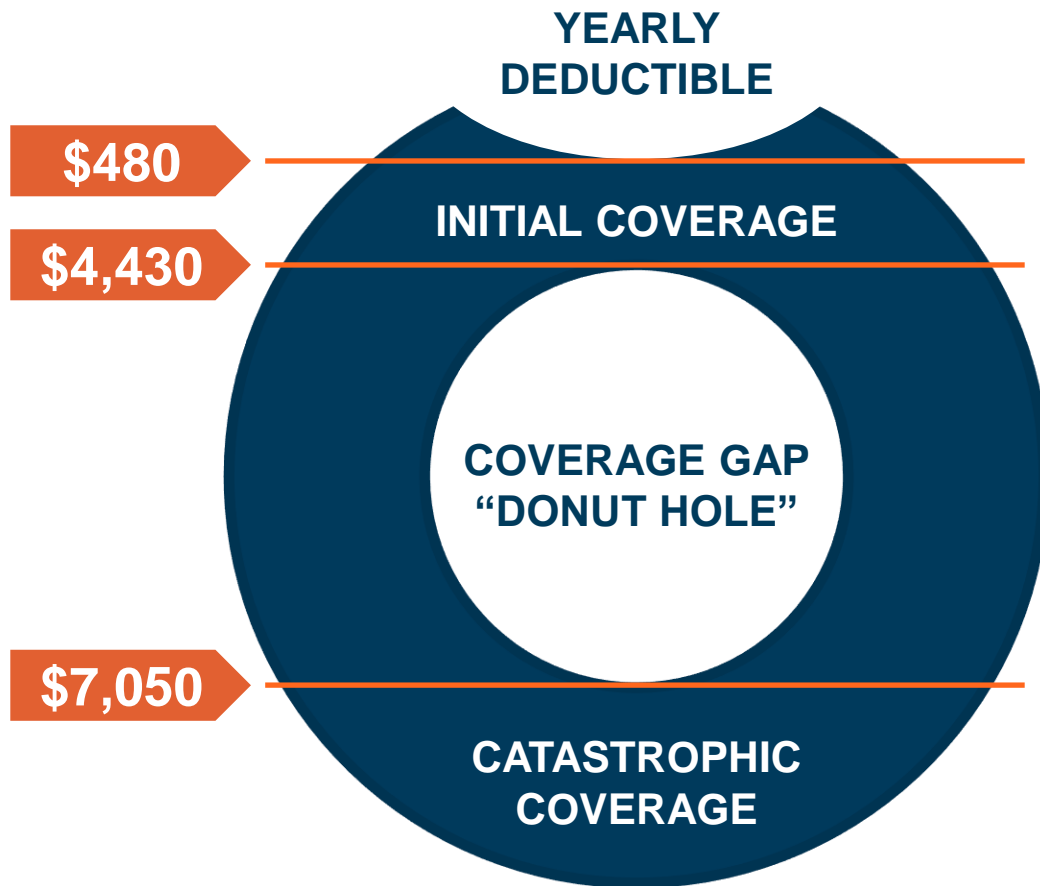 YEARLY
DEDUCTIBLE
$480
INITIAL COVERAGE
$4,430
COVERAGE GAP
“DONUT HOLE”
$7,050
CATASTROPHIC
COVERAGE